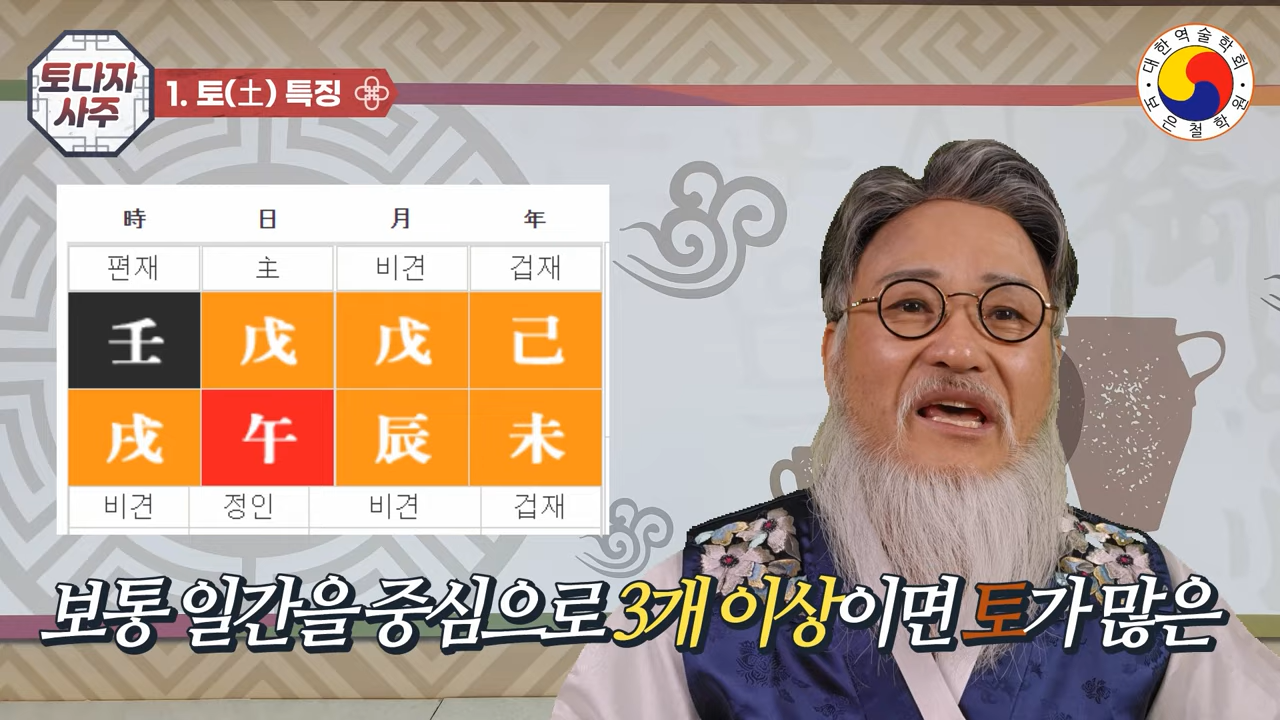 토다자
사주
1. 토(土) 특징
대한역술학회
보은철학원
時 日 月 年
편재 主 비견 겁재
壬 戊 戊 己
戌 午 辰 未
비견 정인 비견 겁재
보통 일간을 중심으로 3개 이상이면 토가 많은